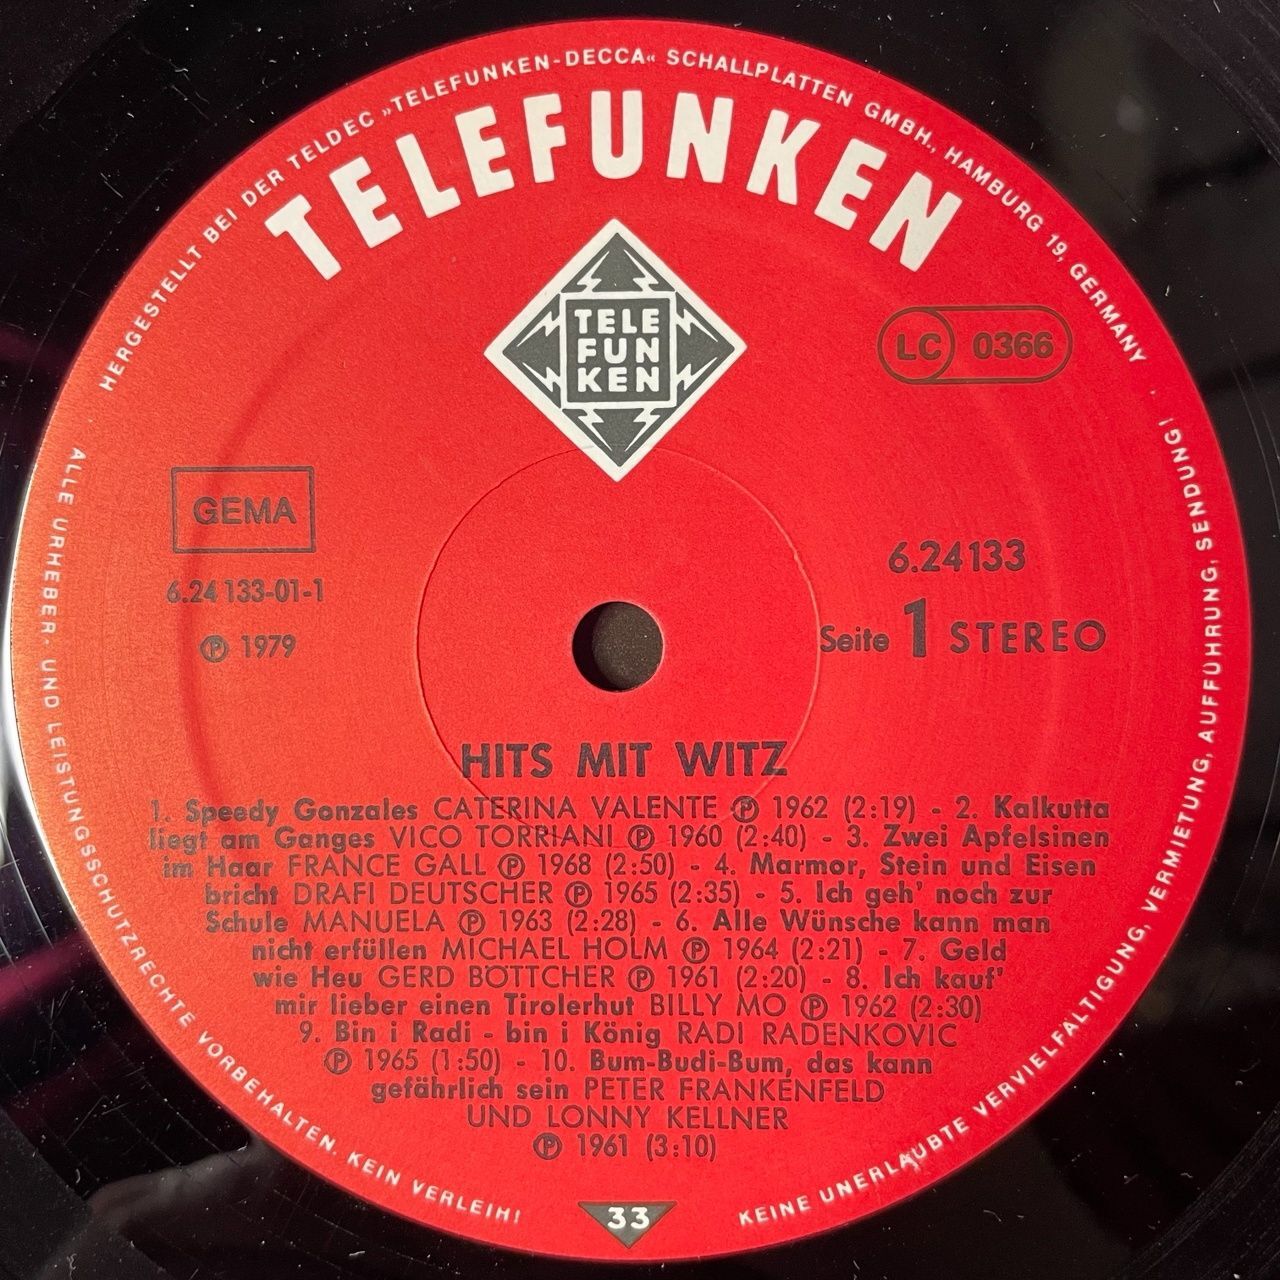 HERGESTELLT BEI DER TELDEC »TELEFUNKEN-DECCA« SCHALLPLATTEN GMBH., HAMBURG 19, GERMANY
TELEFUNKEN
TELE
FUN
KEN
LC 0366
GEMA
6.24133-01-1
℗ 1979
6.24133
Seite 1 STEREO
HITS MIT WITZ
1. Speedy Gonzales CATERINA VALENTE ℗ 1962 (2:19) - 2. Kalkutta
liegt am Ganges VICO TORRIANI ℗ 1960 (2:40) - 3. Zwei Apfelsinen
im Haar FRANCE GALL ℗ 1968 (2:50) - 4. Marmor, Stein und Eisen
bricht DRAFI DEUTSCHER ℗ 1965 (2:35) - 5. Ich geh' noch zur
Schule MANUELA ℗ 1963 (2:28) - 6. Alle Wünsche kann man
nicht erfüllen MICHAEL HOLM ℗ 1964 (2:21) - 7. Geld
wie Heu GERD BÖTTCHER ℗ 1961 (2:20) - 8. Ich kauf'
mir lieber einen Tirolerhut BILLY MO ℗ 1962 (2:30)
9. Bin i Radi - bin i König RADI RADENKOVIC
℗ 1965 (1:50) - 10. Bum-Budi-Bum, das kann
gefährlich sein PETER FRANKENFELD
UND LONNY KELLNER
℗ 1961 (3:10)
33
ALLE URHEBER- UND LEISTUNGSSCHUTZRECHTE VORBEHALTEN. KEIN VERLEIH!
KEINE UNERLAUBTE VERVIELFÄLTIGUNG, VERMIETUNG, AUFFÜHRUNG, SENDUNG!